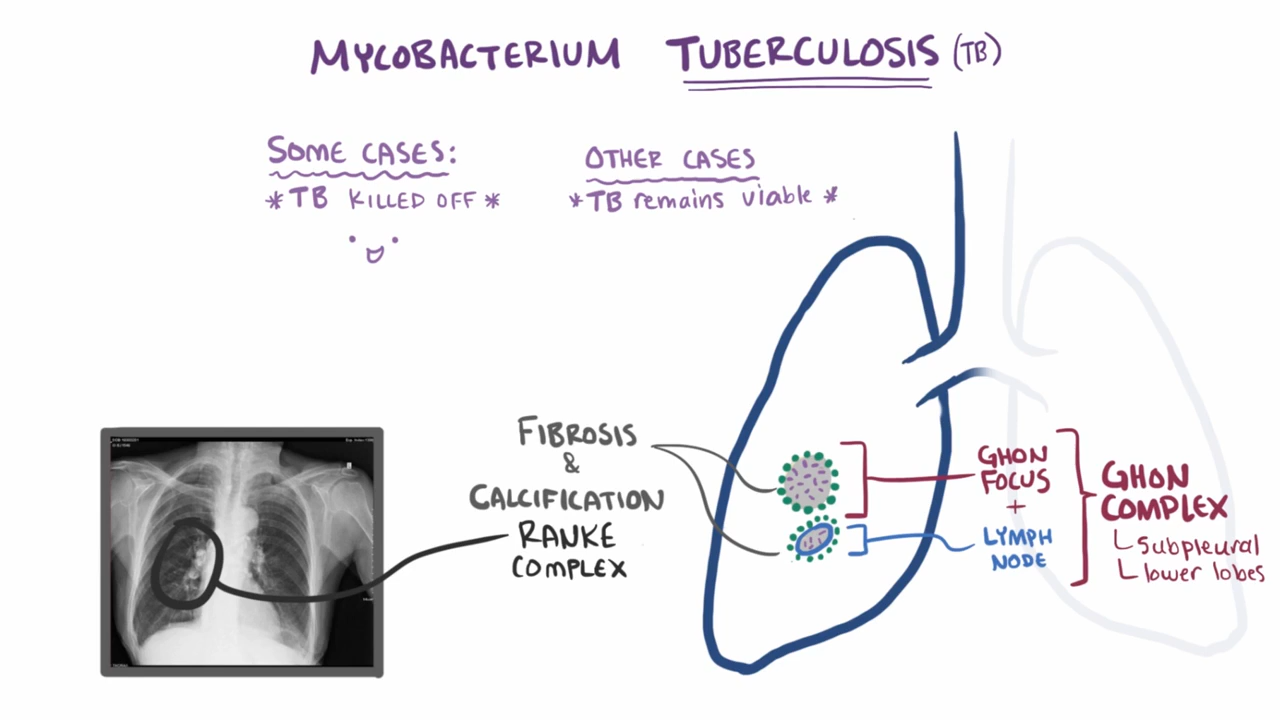 MYCOBACTERIUM TUBERCULOSIS (TB)
SOME CASES:
* TB KILLED OFF *
OTHER CASES
* TB remains viable *
FIBROSIS
&
CALCIFICATION
RANKE
COMPLEX
GHON
FOCUS
+
LYMPH
NODE
GHON
COMPLEX
subpleural
lower lobes